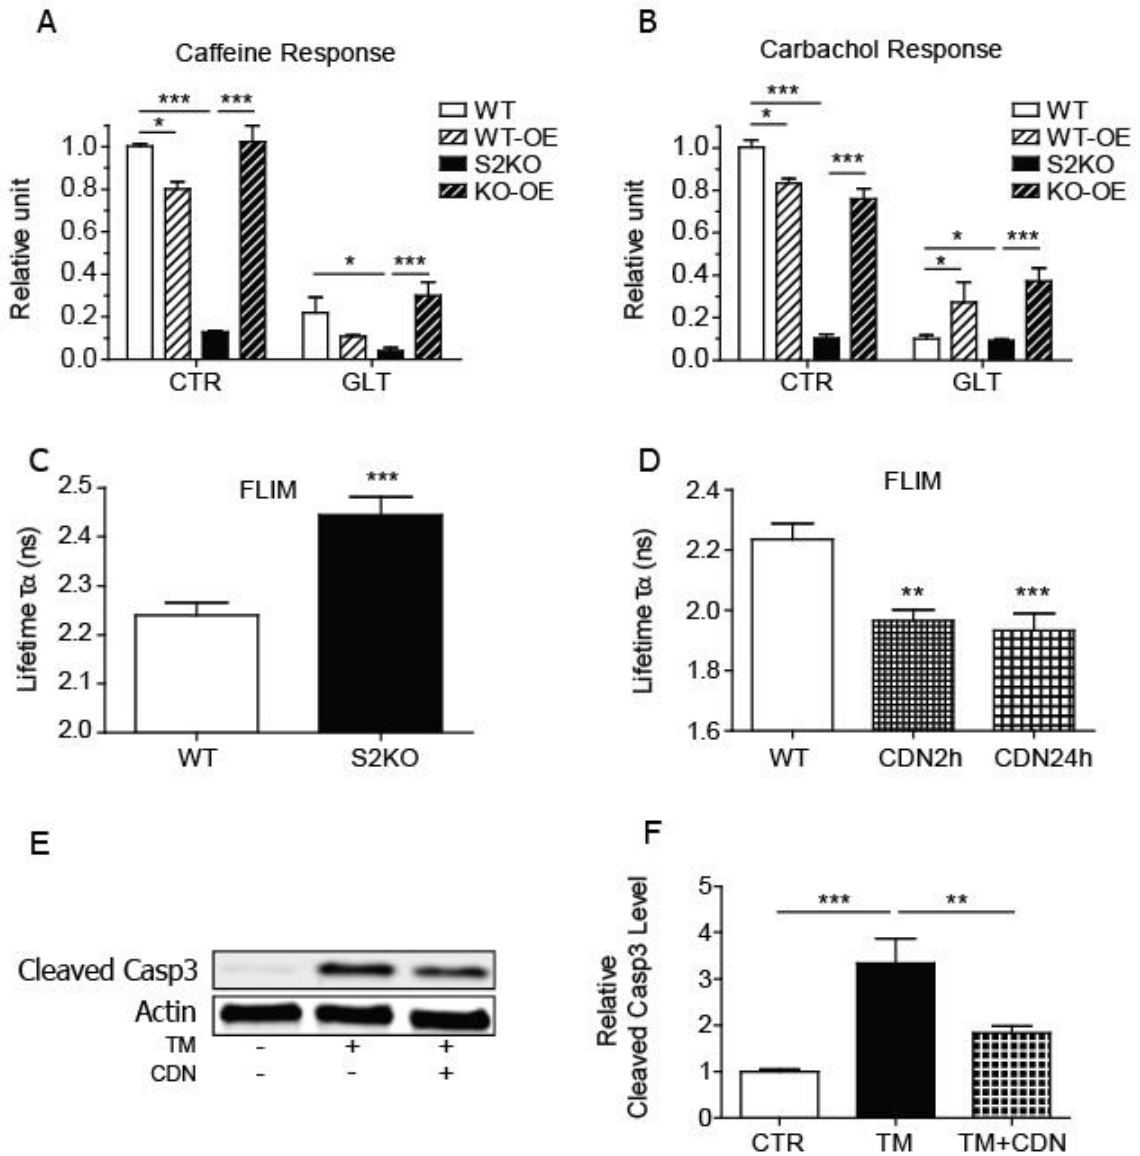 A
Caffeine Response
*** ***
*
WT
WT-OE
S2KO
KO-OE
Relative unit
1.0
0.8
0.6
0.4
0.2
0.0
* ***
CTR GLT
B
Carbachol Response
***
*
***
WT
WT-OE
S2KO
KO-OE
Relative unit
1.0
0.8
0.6
0.4
0.2
0.0
* ***
*
CTR GLT
C
FLIM
***
Lifetime τα (ns)
2.5
2.4
2.3
2.2
2.1
2.0
WT S2KO
D
FLIM
Lifetime τα (ns)
2.4
2.2
2.0
1.8
1.6
** ***
WT CDN2h CDN24h
E
Cleaved Casp3
Actin
TM - + +
CDN - - +
F
Relative
Cleaved Casp3 Level
5
4
3
2
1
0
*** **
CTR TM TM+CDN